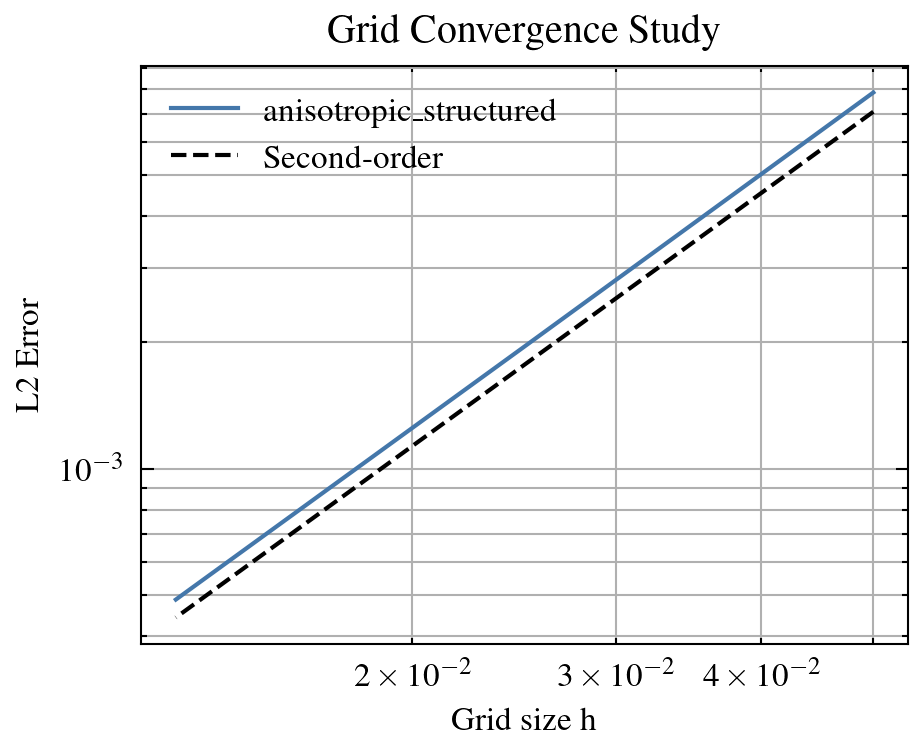 Grid Convergence Study
anisotropic_structured
Second-order
L2 Error
10⁻³
2 × 10⁻² 3 × 10⁻² 4 × 10⁻²
Grid size h